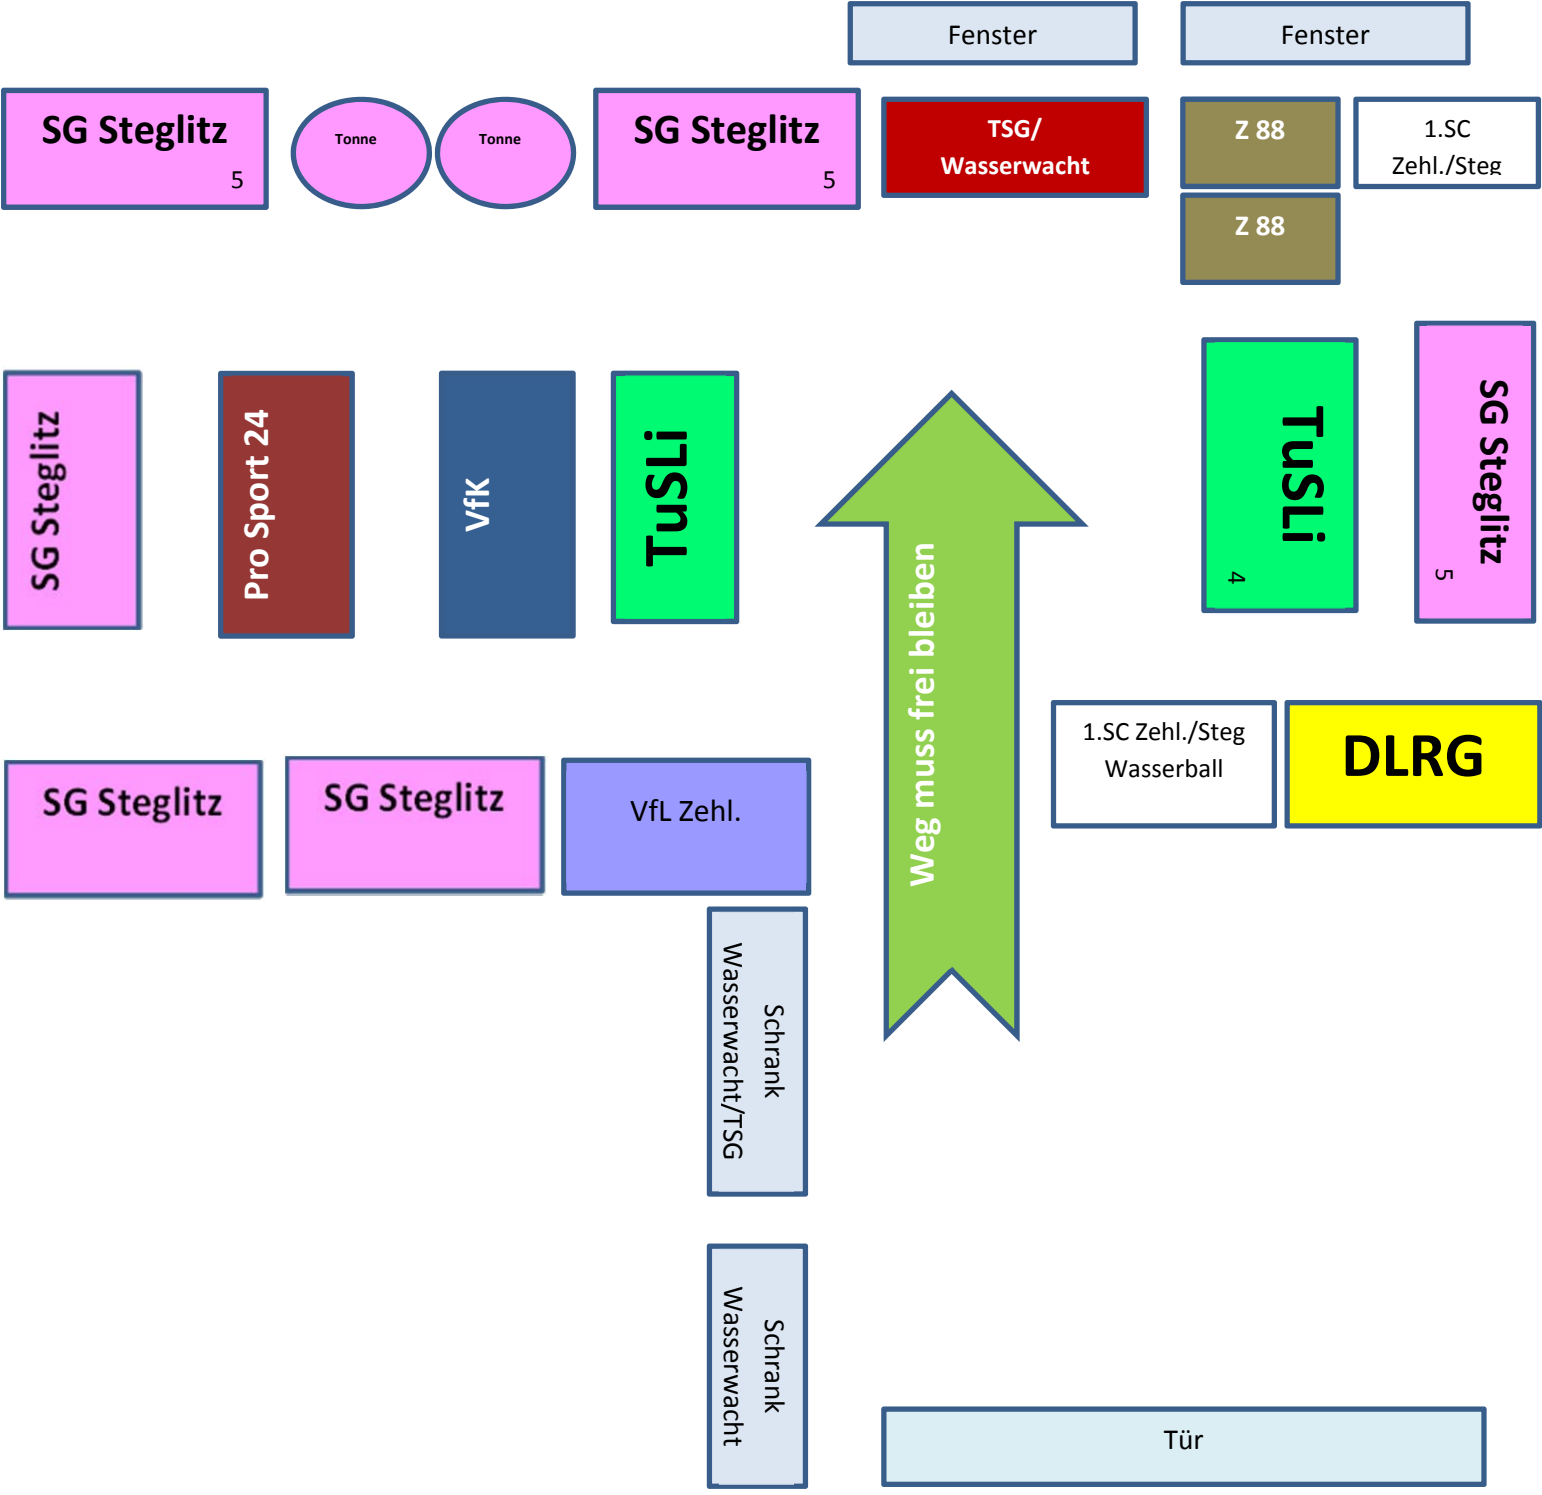 Fenster
Fenster
SG Steglitz
5
Tonne
Tonne
SG Steglitz
5
TSG/
Wasserwacht
Z 88
1.SC
Zehl./Steg
Z 88
SG Steglitz
Pro Sport 24
VfK
TuSLi
Weg muss frei bleiben
TuSLi
4
SG Steglitz
5
SG Steglitz
SG Steglitz
VfL Zehl.
1.SC Zehl./Steg
Wasserball
DLRG
Schrank
Wasserwacht/TSG
Schrank
Wasserwacht
Tür